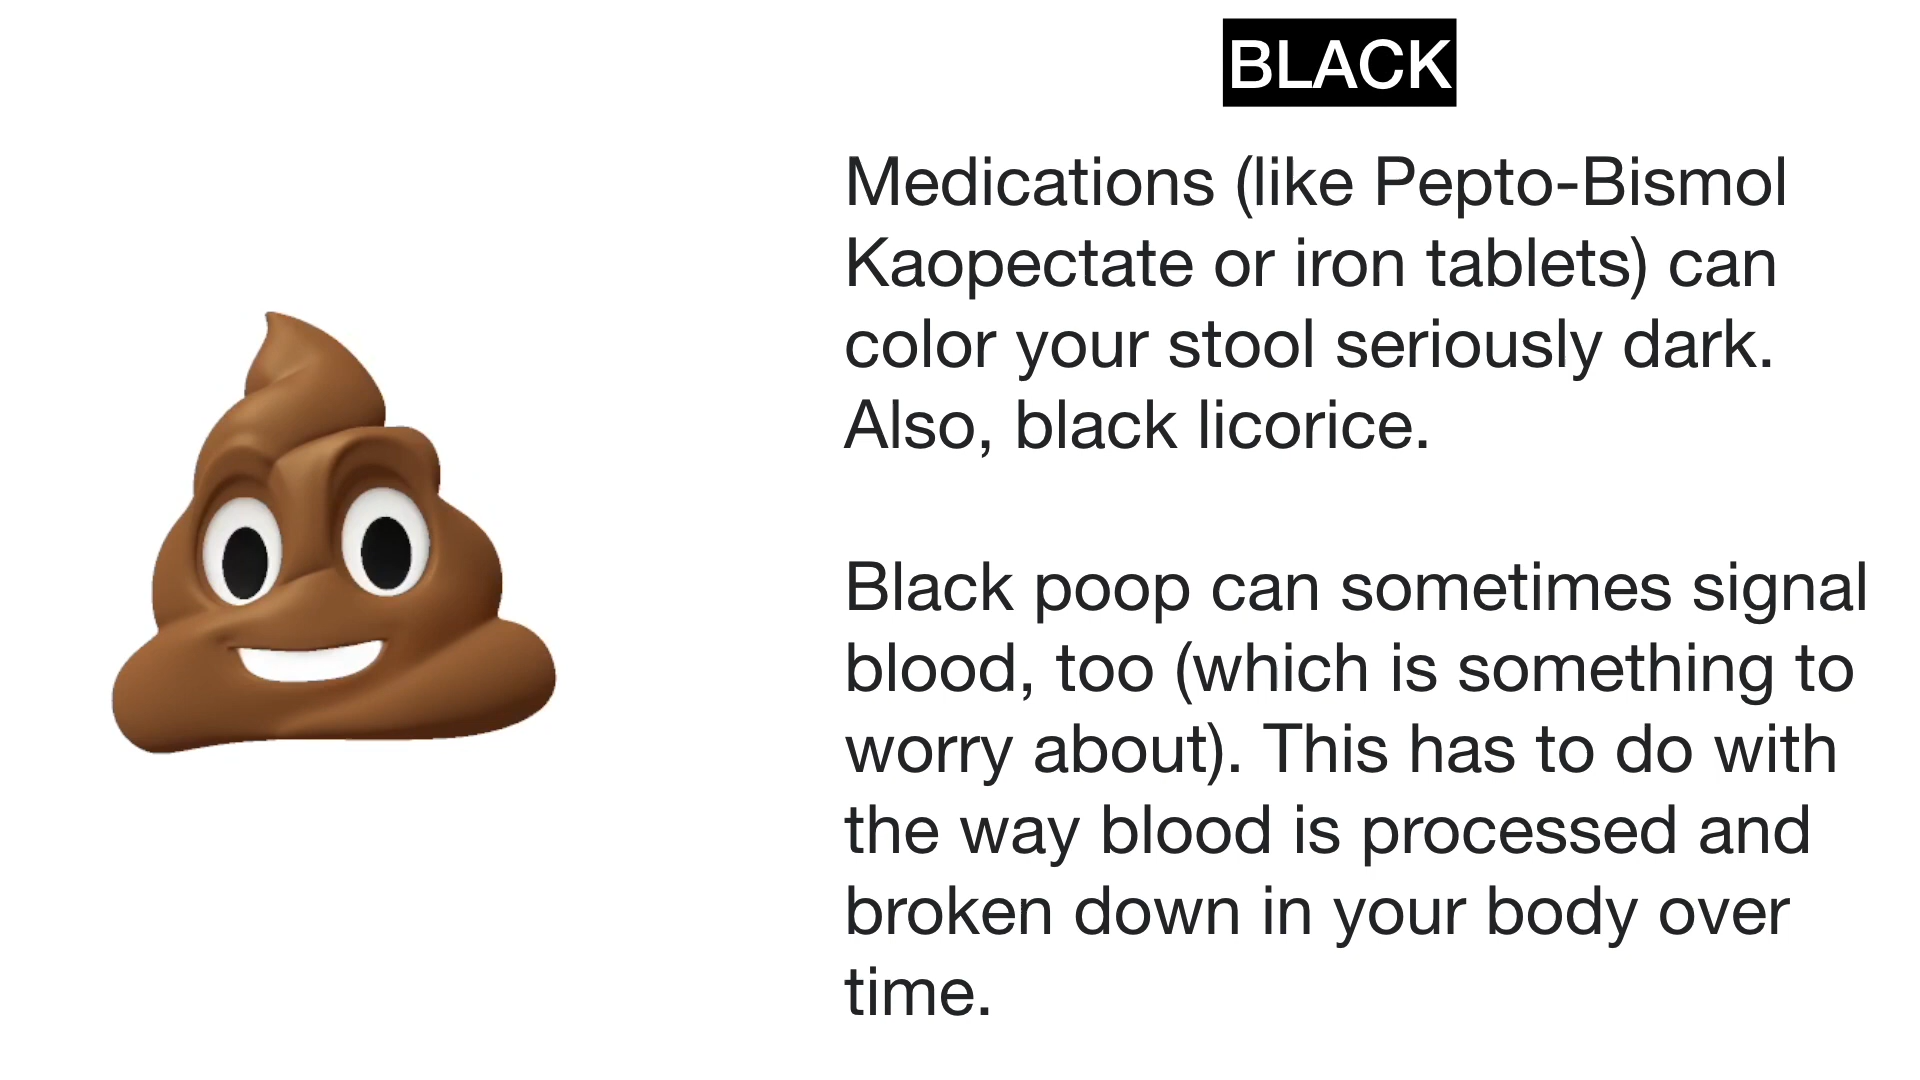 BLACK
Medications (like Pepto-Bismol
Kaopectate or iron tablets) can
color your stool seriously dark.
Also, black licorice.
Black poop can sometimes signal
blood, too (which is something to
worry about). This has to do with
the way blood is processed and
broken down in your body over
time.